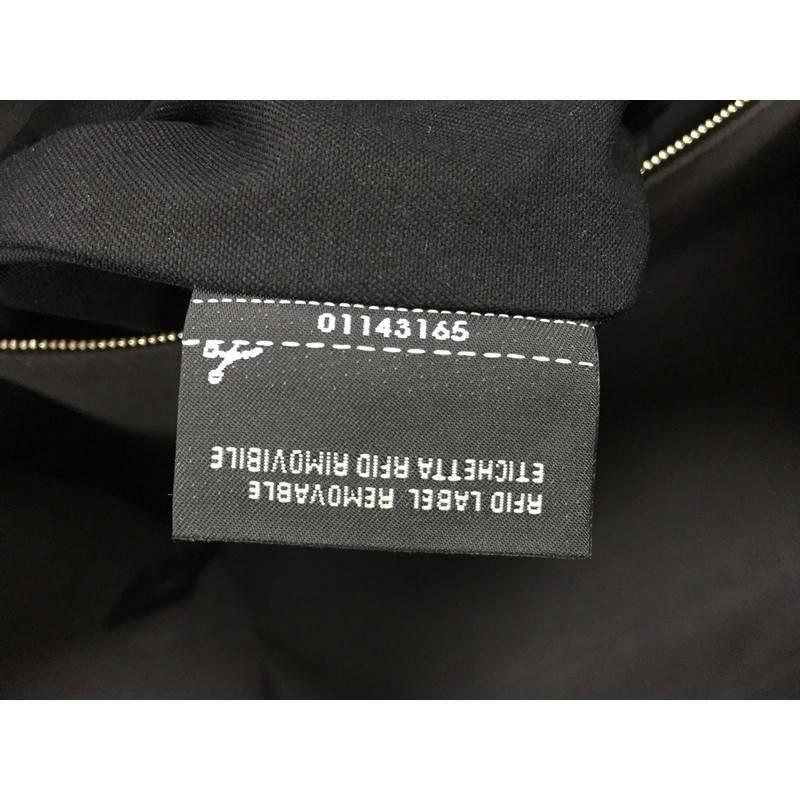 01143165
RFID LABEL REMOVABLE
ETICHETTA RFID RIMOVIBILE